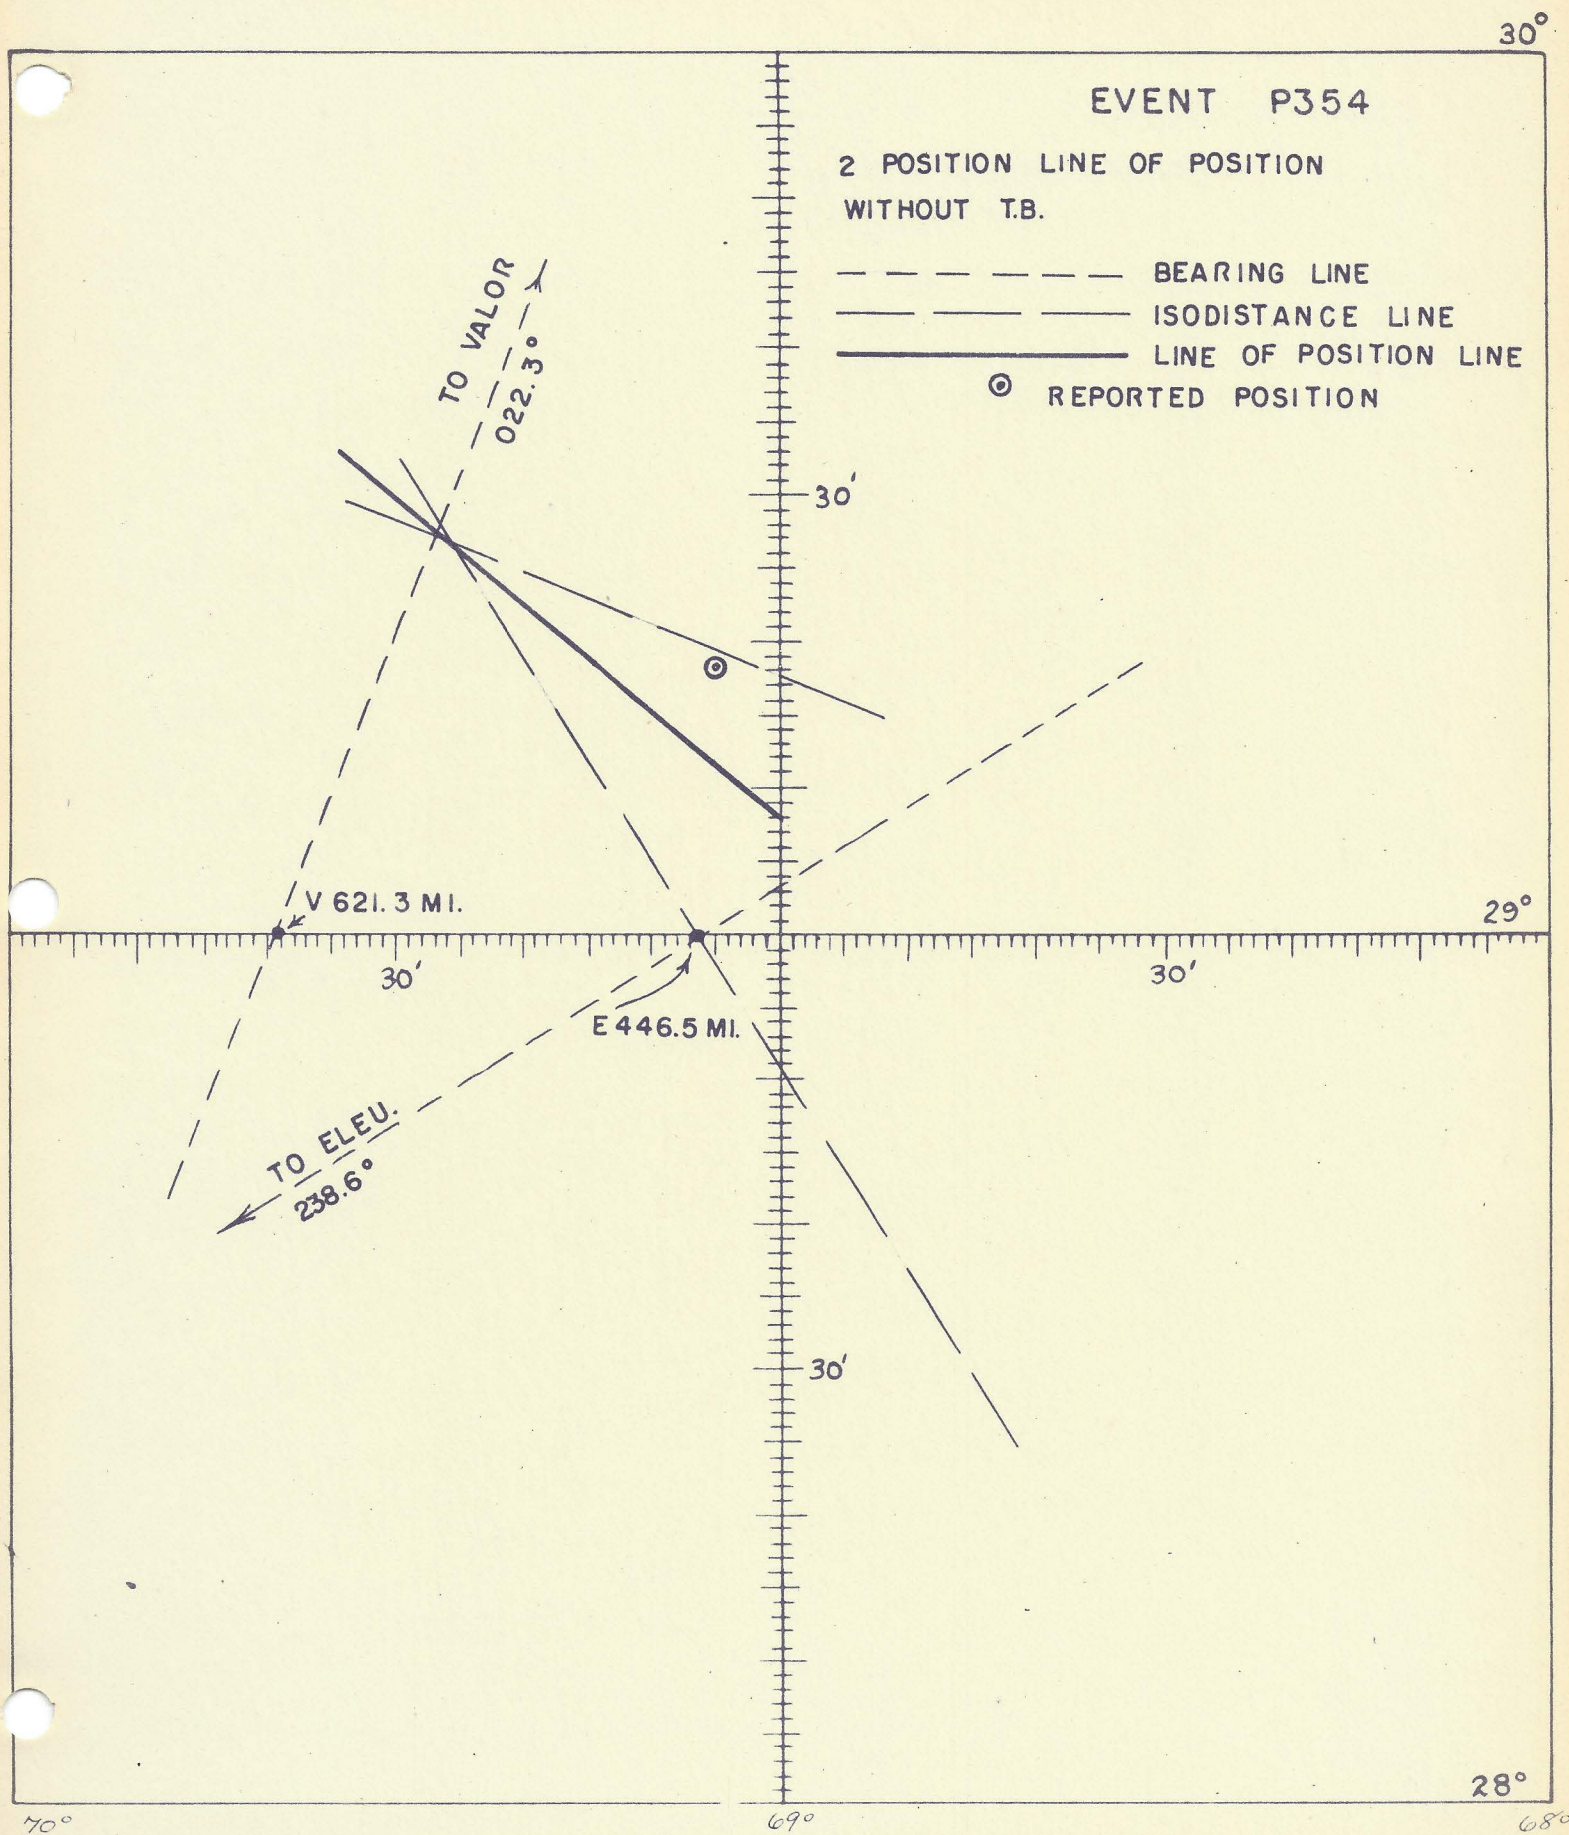 30°
EVENT P354
2 POSITION LINE OF POSITION
WITHOUT T.B.
BEARING LINE
ISODISTANCE LINE
LINE OF POSITION LINE
REPORTED POSITION
TO VALOR
022.3°
30'
V 621.3 MI.
29°
30'
30'
E 446.5 MI.
TO ELEU.
238.6°
30'
28°
70°
69°
68°